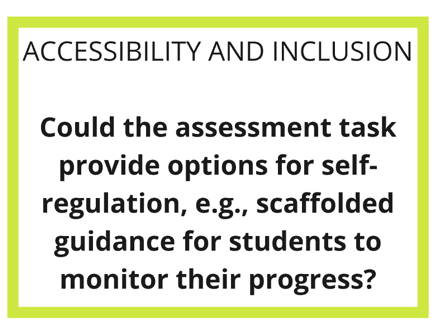 ACCESSIBILITY AND INCLUSION
Could the assessment task
provide options for self-
regulation, e.g., scaffolded
guidance for students to
monitor their progress?